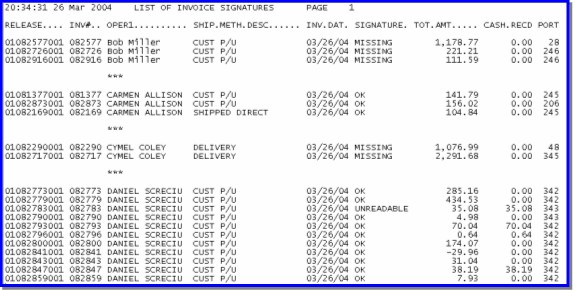 20:34:31 26 Mar 2004    LIST OF INVOICE SIGNATURES    PAGE    1
RELEASE.... INV#.. OPER1.......... SHIP.METH.DESC...... INV.DAT. SIGNATURE. TOT.AMT..... CASH.RECD PORT
01082577001 082577 Bob Miller CUST P/U 03/26/04 MISSING 1,178.77 0.00 28
01082726001 082726 Bob Miller CUST P/U 03/26/04 MISSING 221.21 0.00 246
01082916001 082916 Bob Miller CUST P/U 03/26/04 MISSING 111.59 0.00 246
***
01081377001 081377 CARMEN ALLISON CUST P/U 03/26/04 OK 141.79 0.00 245
01082873001 082873 CARMEN ALLISON CUST P/U 03/26/04 OK 156.02 0.00 206
01082169001 082169 CARMEN ALLISON SHIPPED DIRECT 03/26/04 OK 104.84 0.00 245
***
01082290001 082290 CYMEL COLEY DELIVERY 03/26/04 MISSING 1,076.99 0.00 48
01082717001 082717 CYMEL COLEY DELIVERY 03/26/04 MISSING 2,291.68 0.00 345
***
01082773001 082773 DANIEL SCRECIU CUST P/U 03/26/04 OK 285.16 0.00 342
01082779001 082779 DANIEL SCRECIU CUST P/U 03/26/04 OK 434.53 0.00 342
01082783001 082783 DANIEL SCRECIU CUST P/U 03/26/04 UNREADABLE 35.08 35.08 343
01082790001 082790 DANIEL SCRECIU CUST P/U 03/26/04 OK 4.98 0.00 343
01082793001 082793 DANIEL SCRECIU CUST P/U 03/26/04 OK 70.04 70.04 342
01082796001 082796 DANIEL SCRECIU CUST P/U 03/26/04 OK 0.64 0.64 342
01082800001 082800 DANIEL SCRECIU CUST P/U 03/26/04 OK 174.07 0.00 342
01082801001 082801 DANIEL SCRECIU CUST P/U 03/26/04 OK -29.96 0.00 342
01082843001 082843 DANIEL SCRECIU CUST P/U 03/26/04 OK 31.04 0.00 342
01082847001 082847 DANIEL SCRECIU CUST P/U 03/26/04 OK 38.19 38.19 342
01082859001 082859 DANIEL SCRECIU CUST P/U 03/26/04 OK 7.93 0.00 342